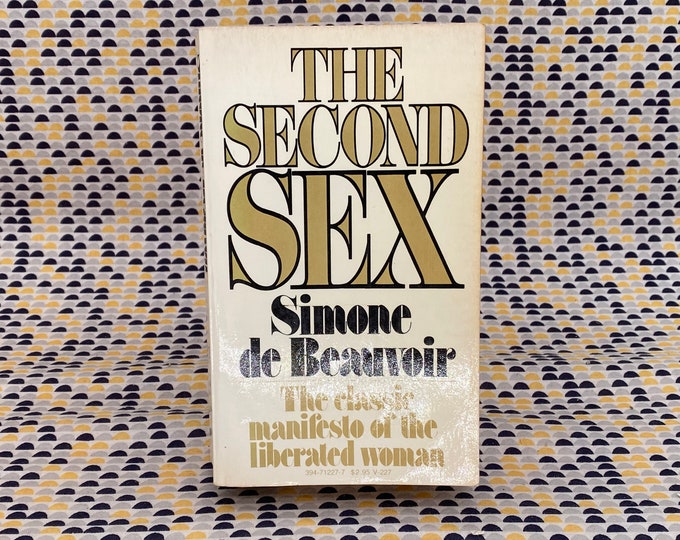 THE
SECOND
SEX
Simone
de Beauvoir
The classic
manifesto of the
liberated woman
394-71227-7 $2.95 V-227